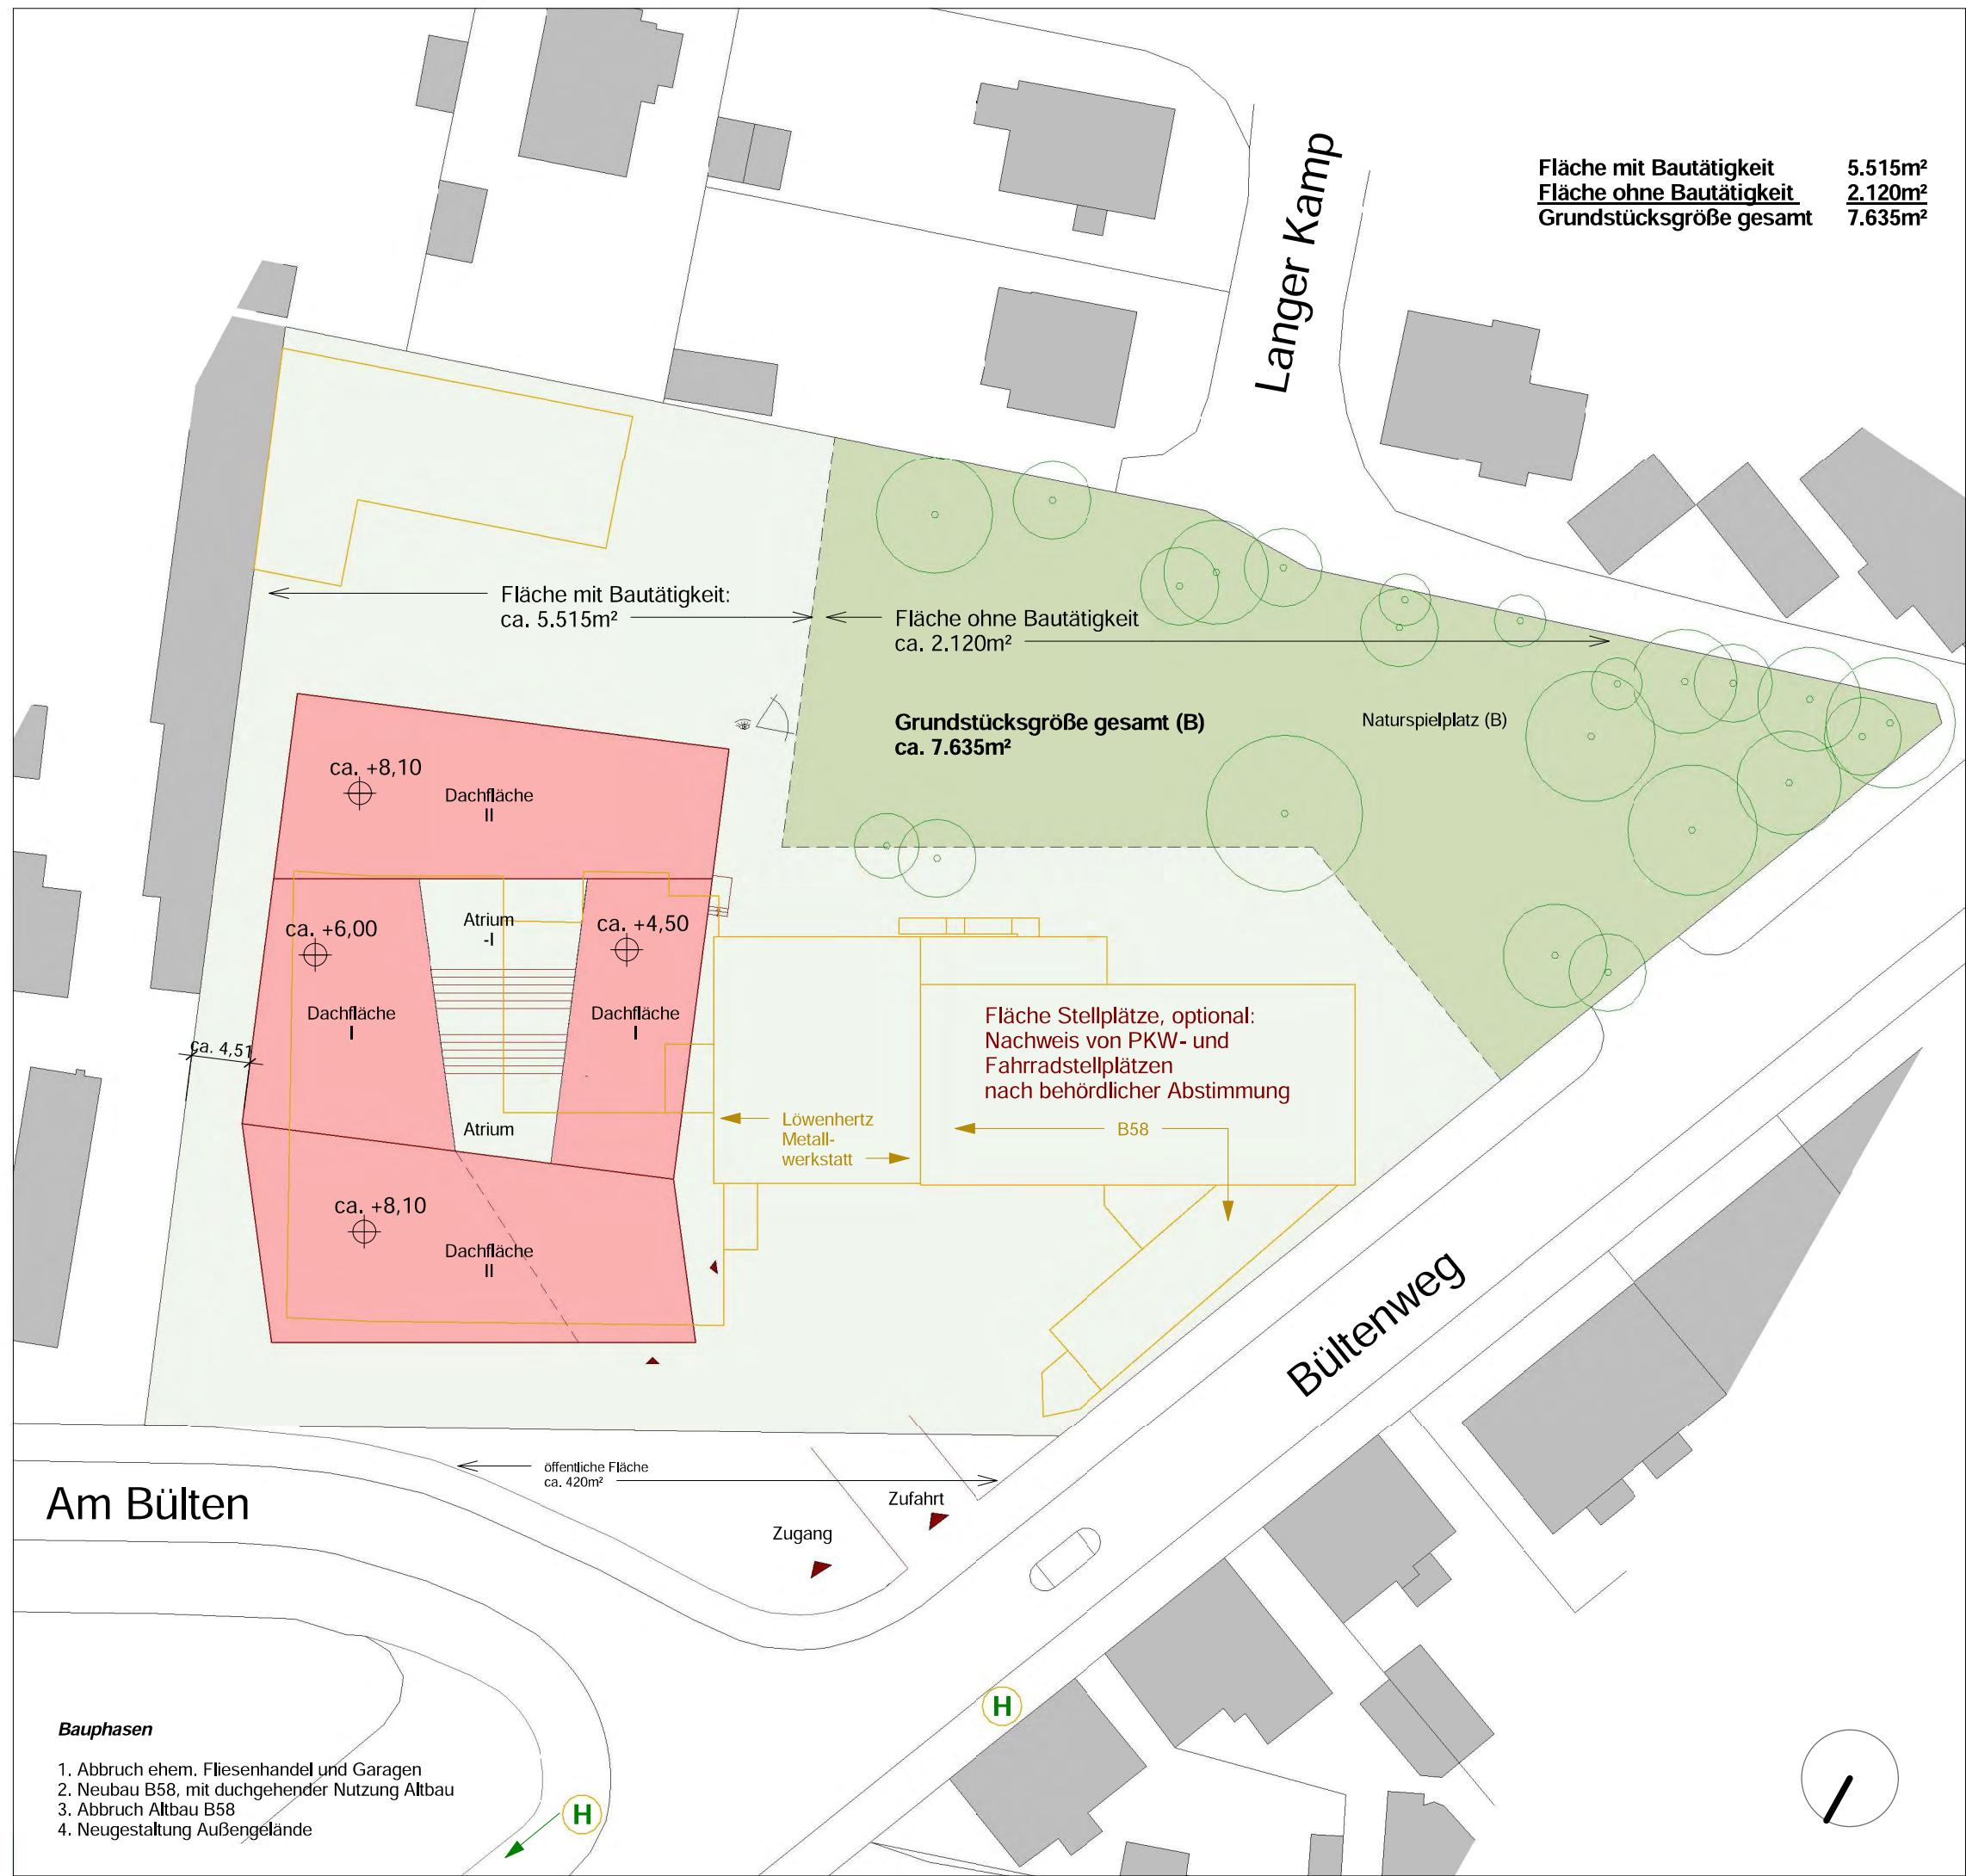 Langer Kamp
Fläche mit Bautätigkeit 5.515m²
Fläche ohne Bautätigkeit 2.120m²
Grundstücksgröße gesamt 7.635m²
Fläche mit Bautätigkeit:
ca. 5.515m²
Fläche ohne Bautätigkeit
ca. 2.120m²
Grundstücksgröße gesamt (B)
ca. 7.635m²
Naturspielplatz (B)
ca. +8,10
Dachfläche
II
ca. +6,00
Atrium
-I
ca. +4,50
Dachfläche
I
Dachfläche
I
ca. 4,51
Atrium
Fläche Stellplätze, optional:
Nachweis von PKW- und
Fahrradstellplätzen
nach behördlicher Abstimmung
Löwenhertz
Metall-
werkstatt
B58
ca. +8,10
Dachfläche
II
Bültenweg
öffentliche Fläche
ca. 420m²
Am Bülten
Zufahrt
Zugang
H
H
Bauphasen
1. Abbruch ehem. Fliesenhandel und Garagen
2. Neubau B58, mit duchgehender Nutzung Altbau
3. Abbruch Altbau B58
4. Neugestaltung Außengelände